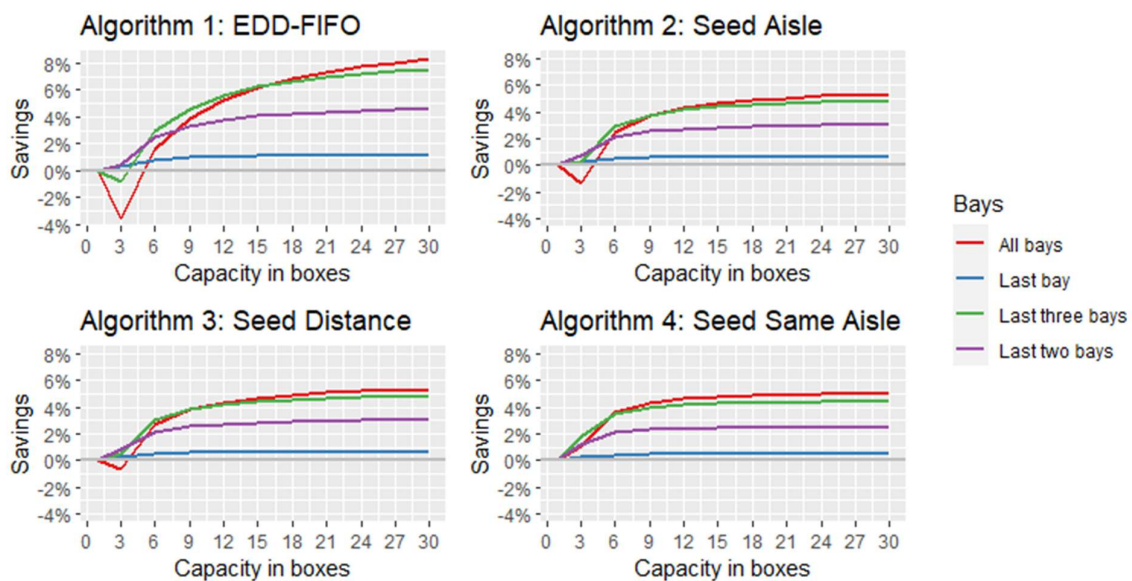 Algorithm 1: EDD-FIFO
8%
6%
4%
2%
0%
-2%
-4%
Savings
0 3 6 9 12 15 18 21 24 27 30
Capacity in boxes
Algorithm 2: Seed Aisle
8%
6%
4%
2%
0%
-2%
-4%
Savings
0 3 6 9 12 15 18 21 24 27 30
Capacity in boxes
Algorithm 3: Seed Distance
8%
6%
4%
2%
0%
-2%
-4%
Savings
0 3 6 9 12 15 18 21 24 27 30
Capacity in boxes
Algorithm 4: Seed Same Aisle
8%
6%
4%
2%
0%
-2%
-4%
Savings
0 3 6 9 12 15 18 21 24 27 30
Capacity in boxes
Bays
All bays
Last bay
Last three bays
Last two bays